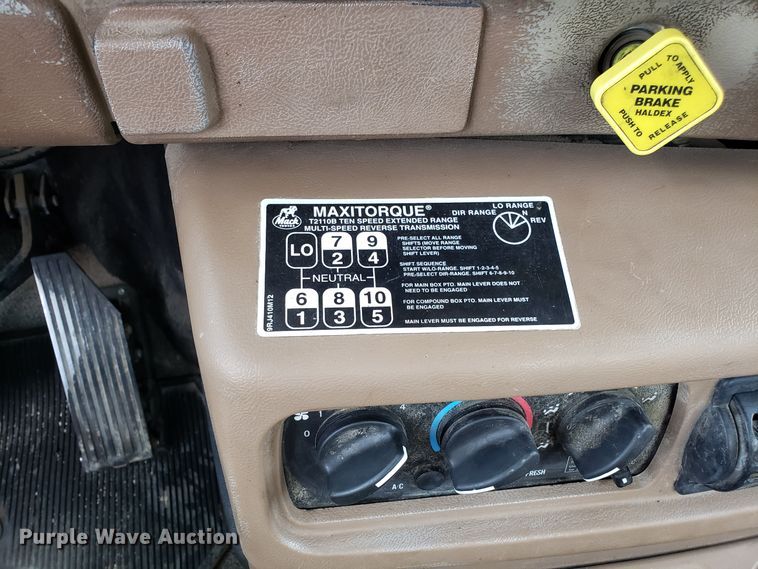 PULL TO APPLY
PARKING
BRAKE
HALDEX
PUSH TO RELEASE
Mack
MAXITORQUE®
T2110B TEN SPEED EXTENDED RANGE
MULTI-SPEED REVERSE TRANSMISSION
LO RANGE
DIR RANGE N
REV
LO 7 9
2 4
NEUTRAL
6 8 10
1 3 5
PRE-SELECT ALL RANGE
SHIFTS (MOVE RANGE
SELECTOR BEFORE MOVING
SHIFT LEVER)
SHIFT SEQUENCE
START W/LO-RANGE. SHIFT 1-2-3-4-5
PRE-SELECT DIR-RANGE. SHIFT 6-7-8-9-10
FOR MAIN BOX PTO. MAIN LEVER DOES NOT
NEED TO BE ENGAGED
FOR COMPOUND BOX PTO. MAIN LEVER MUST
BE ENGAGED
MAIN LEVER MUST BE ENGAGED FOR REVERSE
9RJ410M12
0 1 4
A/C
FRESH
Purple Wave Auction